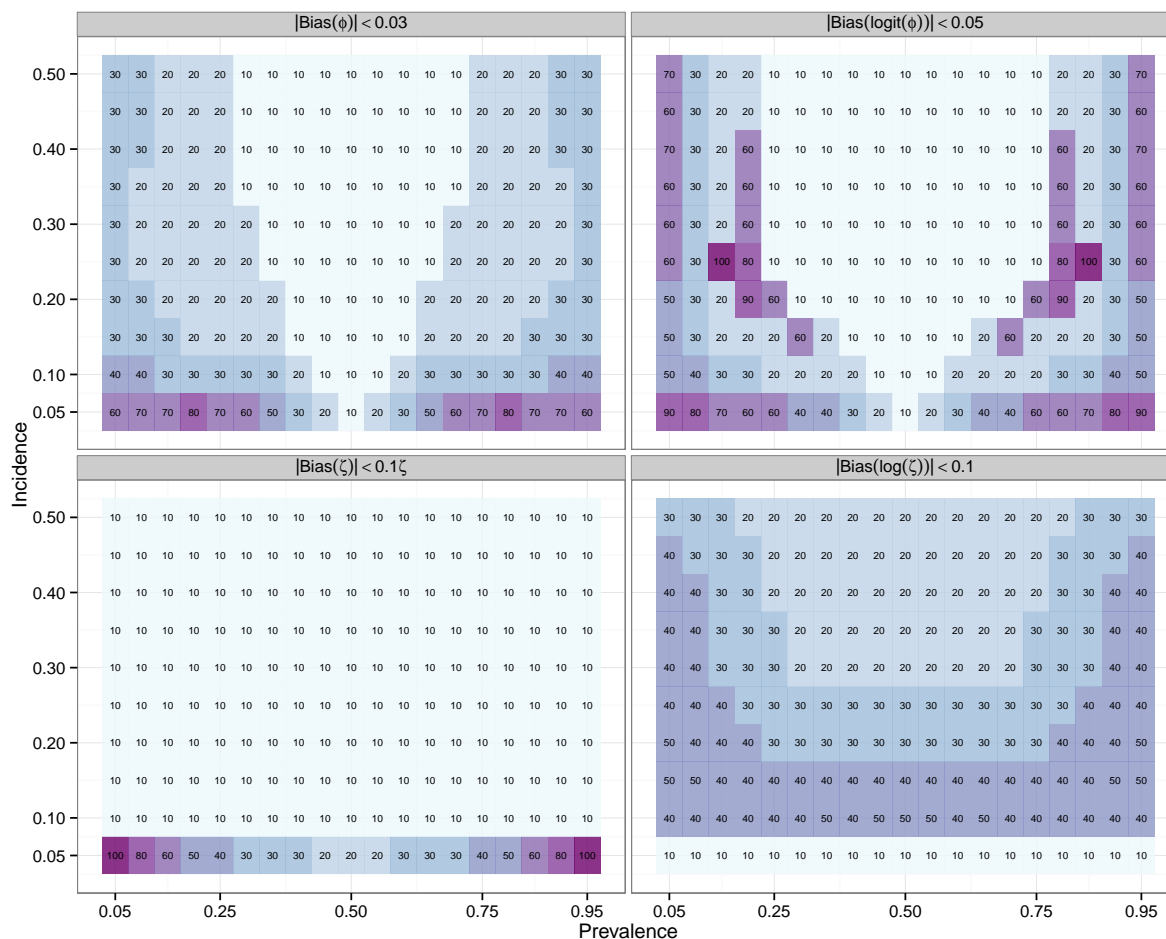 |Bias(ϕ)| < 0.03
|Bias(logit(ϕ))| < 0.05
0.50 30 30 20 20 20 10 10 10 10 10 10 10 10 10 20 20 20 30 30
30 30 20 20 20 10 10 10 10 10 10 10 10 10 20 20 20 30 30
0.40 30 30 20 20 20 10 10 10 10 10 10 10 10 10 20 20 20 30 30
30 20 20 20 20 10 10 10 10 10 10 10 10 10 20 20 20 20 30
0.30 30 20 20 20 20 20 10 10 10 10 10 10 10 20 20 20 20 20 30
30 20 20 20 20 20 10 10 10 10 10 10 10 20 20 20 20 20 30
0.20 30 30 20 20 20 20 20 10 10 10 10 10 20 20 20 20 20 30 30
30 30 30 20 20 20 20 10 10 10 10 10 20 20 20 20 30 30 30
0.10 40 40 30 30 30 30 30 20 10 10 10 20 30 30 30 30 30 40 40
0.05 60 70 70 80 70 60 50 30 20 10 20 30 50 60 70 80 70 70 60
70 30 20 20 10 10 10 10 10 10 10 10 10 10 10 20 20 30 70
60 30 20 20 10 10 10 10 10 10 10 10 10 10 10 20 20 30 60
70 30 20 60 10 10 10 10 10 10 10 10 10 10 10 60 20 30 70
60 30 20 60 10 10 10 10 10 10 10 10 10 10 10 60 20 30 60
60 30 20 60 10 10 10 10 10 10 10 10 10 10 10 60 20 30 60
60 30 100 80 10 10 10 10 10 10 10 10 10 10 10 80 100 30 60
50 30 20 90 60 10 10 10 10 10 10 10 10 10 60 90 20 30 50
50 30 20 20 20 60 20 10 10 10 10 10 20 60 20 20 20 30 50
50 40 30 30 20 20 20 20 10 10 10 20 20 20 20 30 30 40 50
90 80 70 60 60 40 40 30 20 10 20 30 40 40 60 60 70 80 90
|Bias(ζ)| < 0.1ζ
|Bias(log(ζ))| < 0.1
0.50 10 10 10 10 10 10 10 10 10 10 10 10 10 10 10 10 10 10 10
10 10 10 10 10 10 10 10 10 10 10 10 10 10 10 10 10 10 10
0.40 10 10 10 10 10 10 10 10 10 10 10 10 10 10 10 10 10 10 10
10 10 10 10 10 10 10 10 10 10 10 10 10 10 10 10 10 10 10
0.30 10 10 10 10 10 10 10 10 10 10 10 10 10 10 10 10 10 10 10
10 10 10 10 10 10 10 10 10 10 10 10 10 10 10 10 10 10 10
0.20 10 10 10 10 10 10 10 10 10 10 10 10 10 10 10 10 10 10 10
10 10 10 10 10 10 10 10 10 10 10 10 10 10 10 10 10 10 10
0.10 10 10 10 10 10 10 10 10 10 10 10 10 10 10 10 10 10 10 10
0.05 100 80 60 50 40 30 30 30 20 20 20 30 30 30 40 50 60 80 100
30 30 30 20 20 20 20 20 20 20 20 20 20 20 20 20 30 30 30
40 30 30 30 20 20 20 20 20 20 20 20 20 20 20 30 30 30 40
40 40 30 30 20 20 20 20 20 20 20 20 20 20 20 30 30 40 40
40 40 30 30 30 20 20 20 20 20 20 20 20 20 30 30 30 40 40
40 40 30 30 30 20 20 20 20 20 20 20 20 20 30 30 30 40 40
40 40 40 30 30 30 30 30 30 30 30 30 30 30 30 30 40 40 40
50 40 40 40 30 30 30 30 30 30 30 30 30 30 30 40 40 40 50
50 50 40 40 40 40 40 40 40 40 40 40 40 40 40 40 40 50 50
40 40 40 40 40 40 50 40 50 50 50 40 50 40 40 40 40 40 40
10 10 10 10 10 10 10 10 10 10 10 10 10 10 10 10 10 10 10
0.05 0.25 0.50 0.75 0.95
0.05 0.25 0.50 0.75 0.95
Prevalence
Incidence